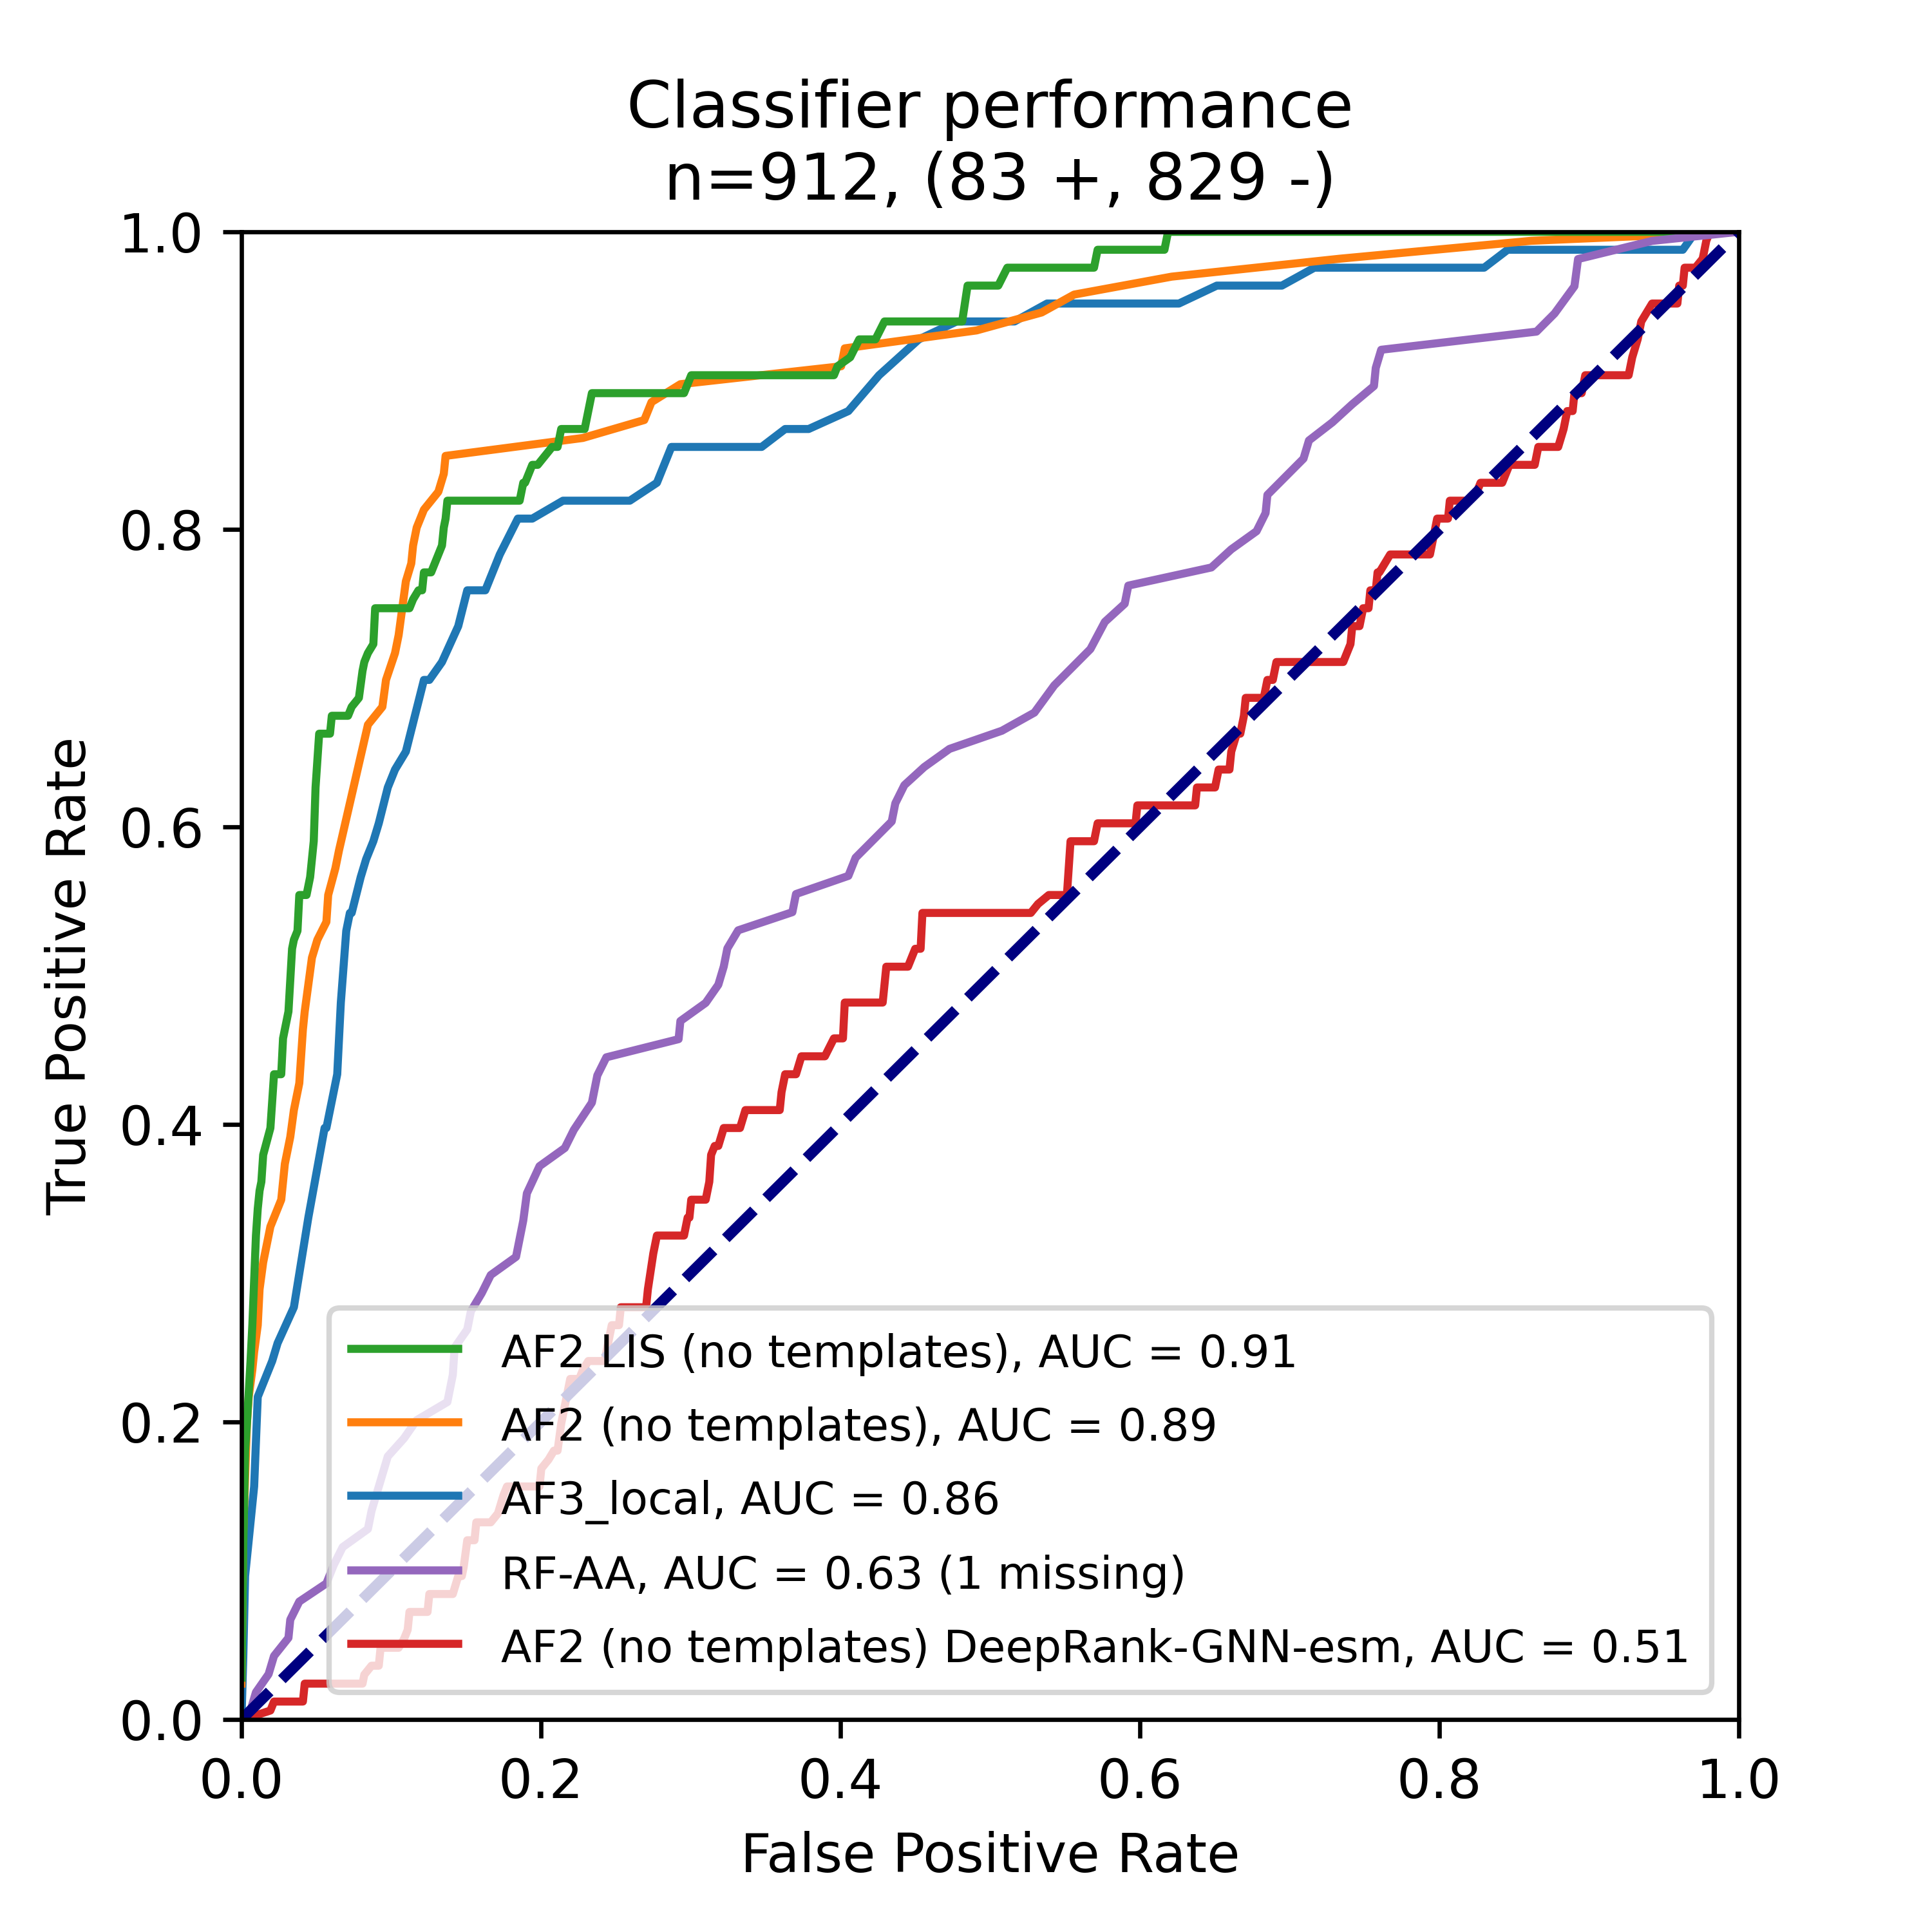 Classifier performance
n=912, (83 +, 829 -)
1.0
0.8
0.6
0.4
0.2
0.0
True Positive Rate
AF2 LIS (no templates), AUC = 0.91
AF2 (no templates), AUC = 0.89
AF3_local, AUC = 0.86
RF-AA, AUC = 0.63 (1 missing)
AF2 (no templates) DeepRank-GNN-esm, AUC = 0.51
0.0 0.2 0.4 0.6 0.8 1.0
False Positive Rate